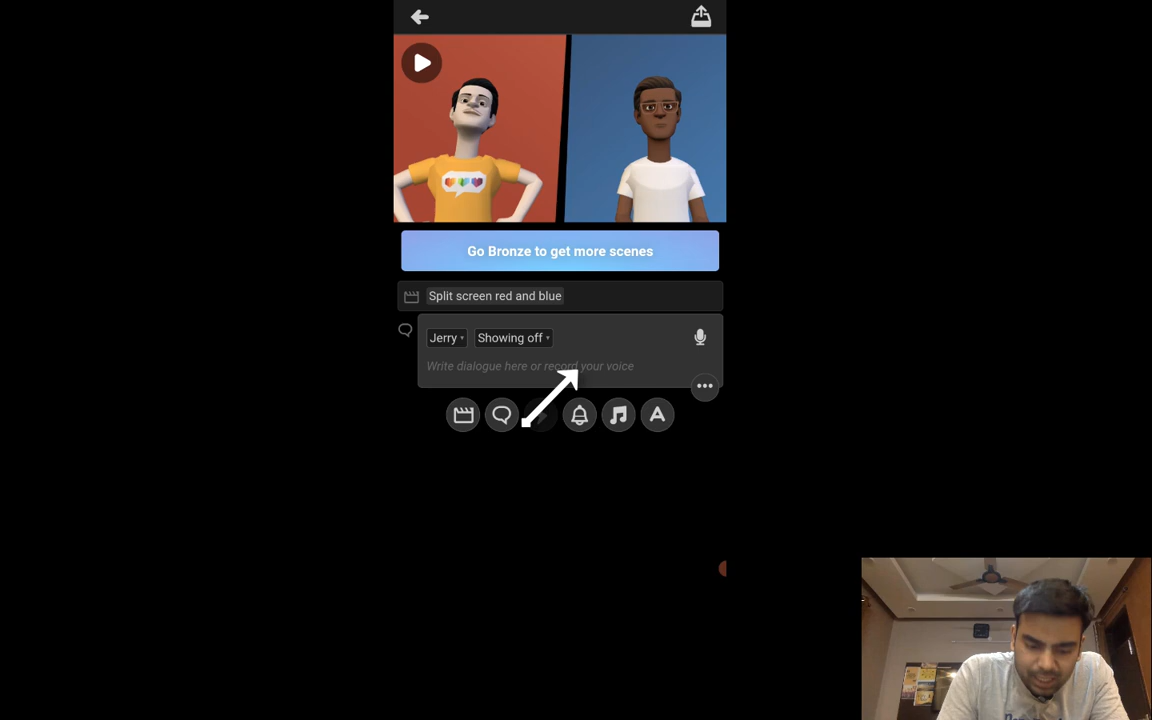 Go Bronze to get more scenes
Split screen red and blue
Jerry Showing off
Write dialogue here or record your voice